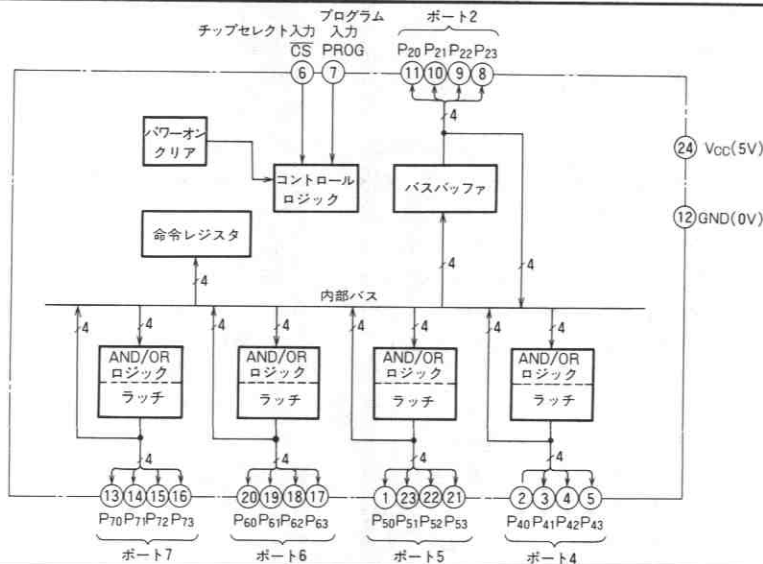 プログラム
チップセレクト入力 入力
CS PROG
ポート2
P20 P21 P22 P23
6 7 11 10 9 8
4
パワーオン
クリア
コントロール
ロジック
バスバッファ
24 VCC(5V)
12 GND(0V)
命令レジスタ
4 4 4
内部バス
4 4 4 4 4 4 4 4
AND/OR
ロジック
ラッチ
AND/OR
ロジック
ラッチ
AND/OR
ロジック
ラッチ
AND/OR
ロジック
ラッチ
4 4 4 4
13 14 15 16 20 19 18 17 1 23 22 21 2 3 4 5
P70 P71 P72 P73 P60 P61 P62 P63 P50 P51 P52 P53 P40 P41 P42 P43
ポート7 ポート6 ポート5 ポート4